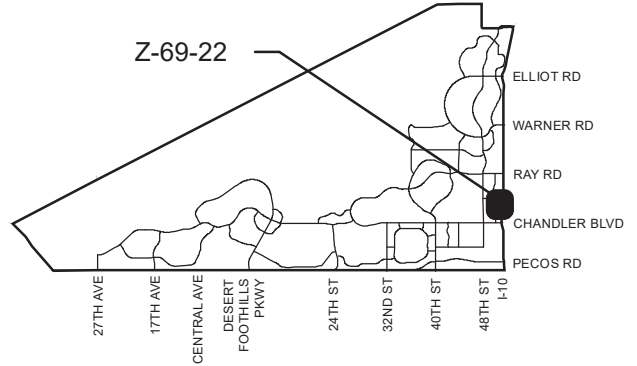 Z-69-22
ELLIOT RD
WARNER RD
RAY RD
CHANDLER BLVD
PECOS RD
27TH AVE
17TH AVE
CENTRAL AVE
DESERT
FOOTHILLS
PKWY
24TH ST
32ND ST
40TH ST
48TH ST
I-10